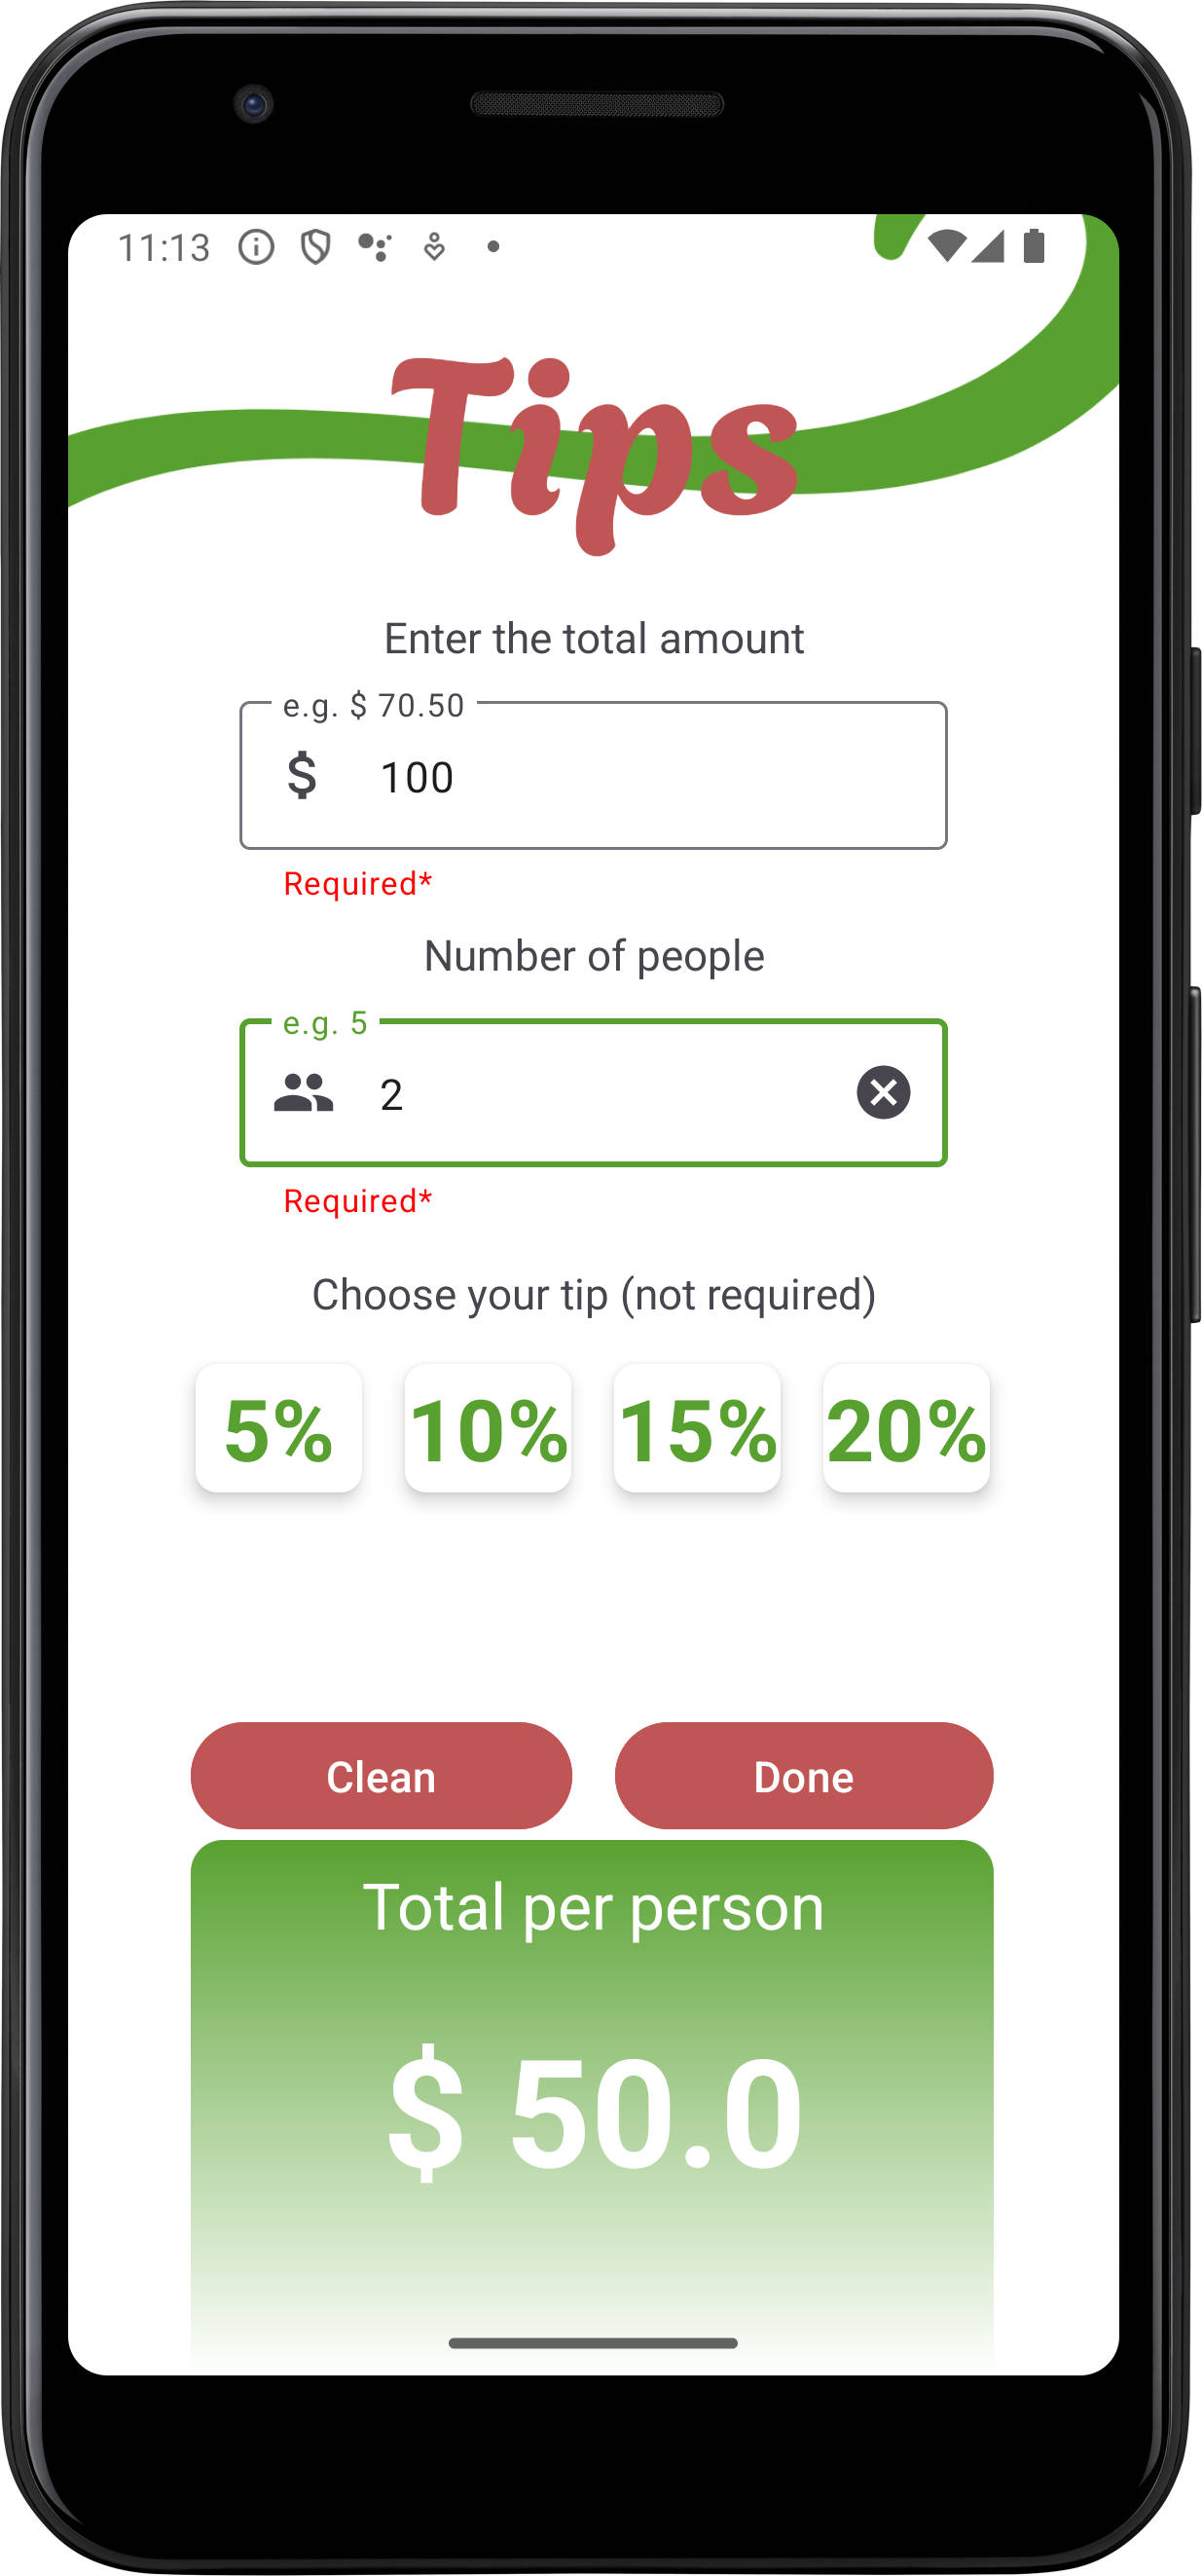 11:13
Tips
Enter the total amount
e.g. $ 70.50
$ 100
Required*
Number of people
e.g. 5
2
Required*
Choose your tip (not required)
5% 10% 15% 20%
Clean Done
Total per person
$ 50.0